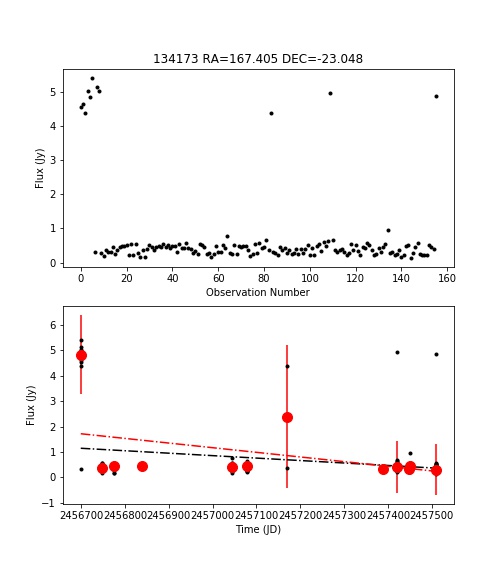 134173 RA=167.405 DEC=-23.048
5
4
3
2
1
0
Flux (Jy)
0 20 40 60 80 100 120 140 160
Observation Number
6
5
4
3
2
1
0
−1
Flux (Jy)
2456700 2456800 2456900 2457000 2457100 2457200 2457300 2457400 2457500
Time (JD)